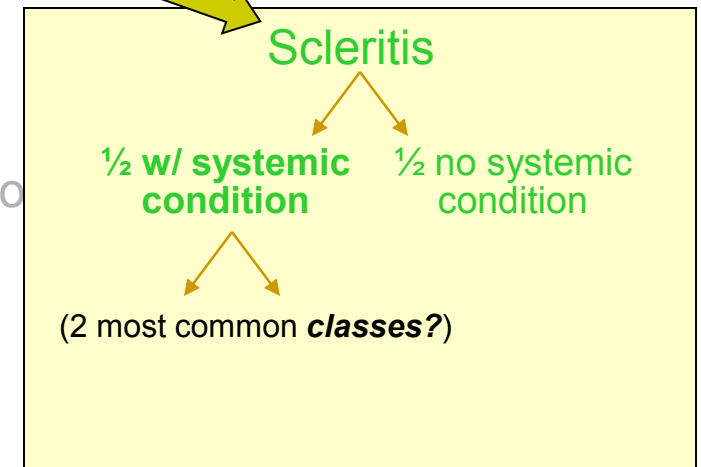 Scleritis
½ w/ systemic ½ no systemic
condition condition
o
(2 most common classes?)